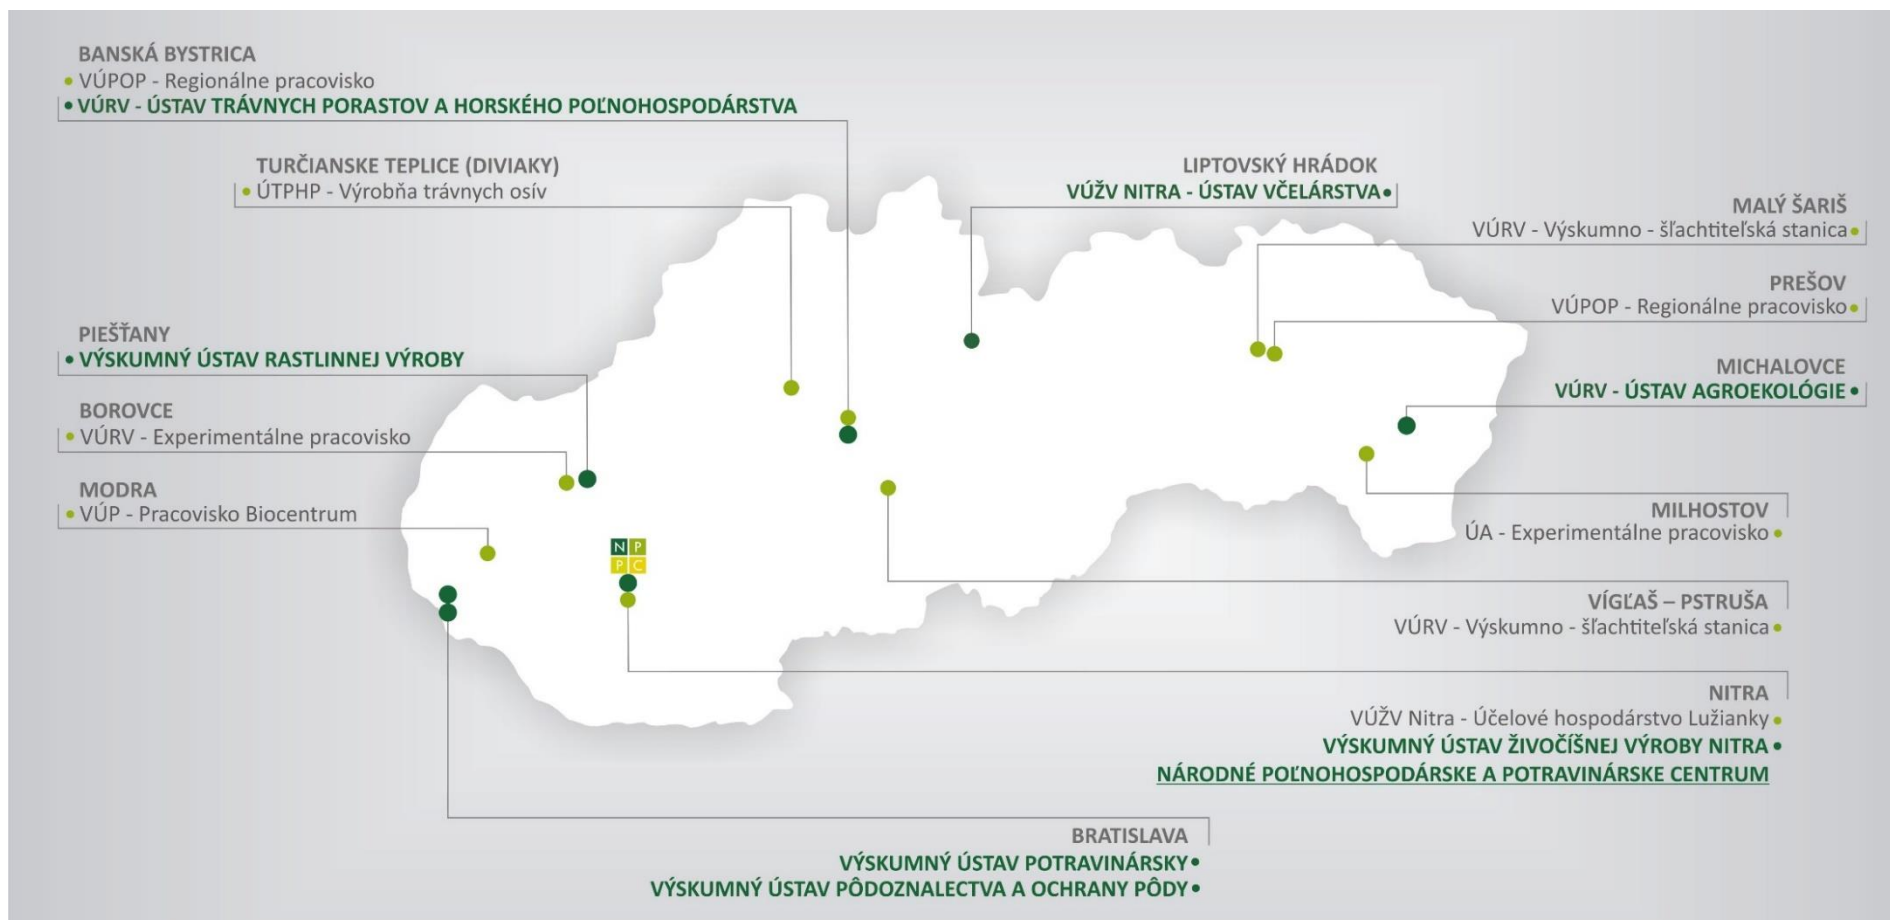 BANSKÁ BYSTRICA
• VÚPOP - Regionálne pracovisko
• VÚRV - ÚSTAV TRÁVNYCH PORASTOV A HORSKÉHO POĽNOHOSPODÁRSTVA
TURČIANSKE TEPLICE (DIVIAKY)
• ÚTPHP - Výrobňa trávnych osív
LIPTOVSKÝ HRÁDOK
VÚŽV NITRA - ÚSTAV VČELÁRSTVA •
MALÝ ŠARIŠ
VÚRV - Výskumno - šľachtiteľská stanica •
PREŠOV
VÚPOP - Regionálne pracovisko •
PIEŠŤANY
• VÝSKUMNÝ ÚSTAV RASTLINNEJ VÝROBY
MICHALOVCE
VÚRV - ÚSTAV AGROEKOLÓGIE •
BOROVCE
• VÚRV - Experimentálne pracovisko
MODRA
• VÚP - Pracovisko Biocentrum
N P
P C
MILHOSTOV
ÚA - Experimentálne pracovisko •
VÍGĽAŠ – PSTRUŠA
VÚRV - Výskumno - šľachtiteľská stanica •
NITRA
VÚŽV Nitra - Účelové hospodárstvo Lužianky •
VÝSKUMNÝ ÚSTAV ŽIVOČÍŠNEJ VÝROBY NITRA •
NÁRODNÉ POĽNOHOSPODÁRSKE A POTRAVINÁRSKE CENTRUM
BRATISLAVA
VÝSKUMNÝ ÚSTAV POTRAVINÁRSKY •
VÝSKUMNÝ ÚSTAV PÔDOZNALECTVA A OCHRANY PÔDY •